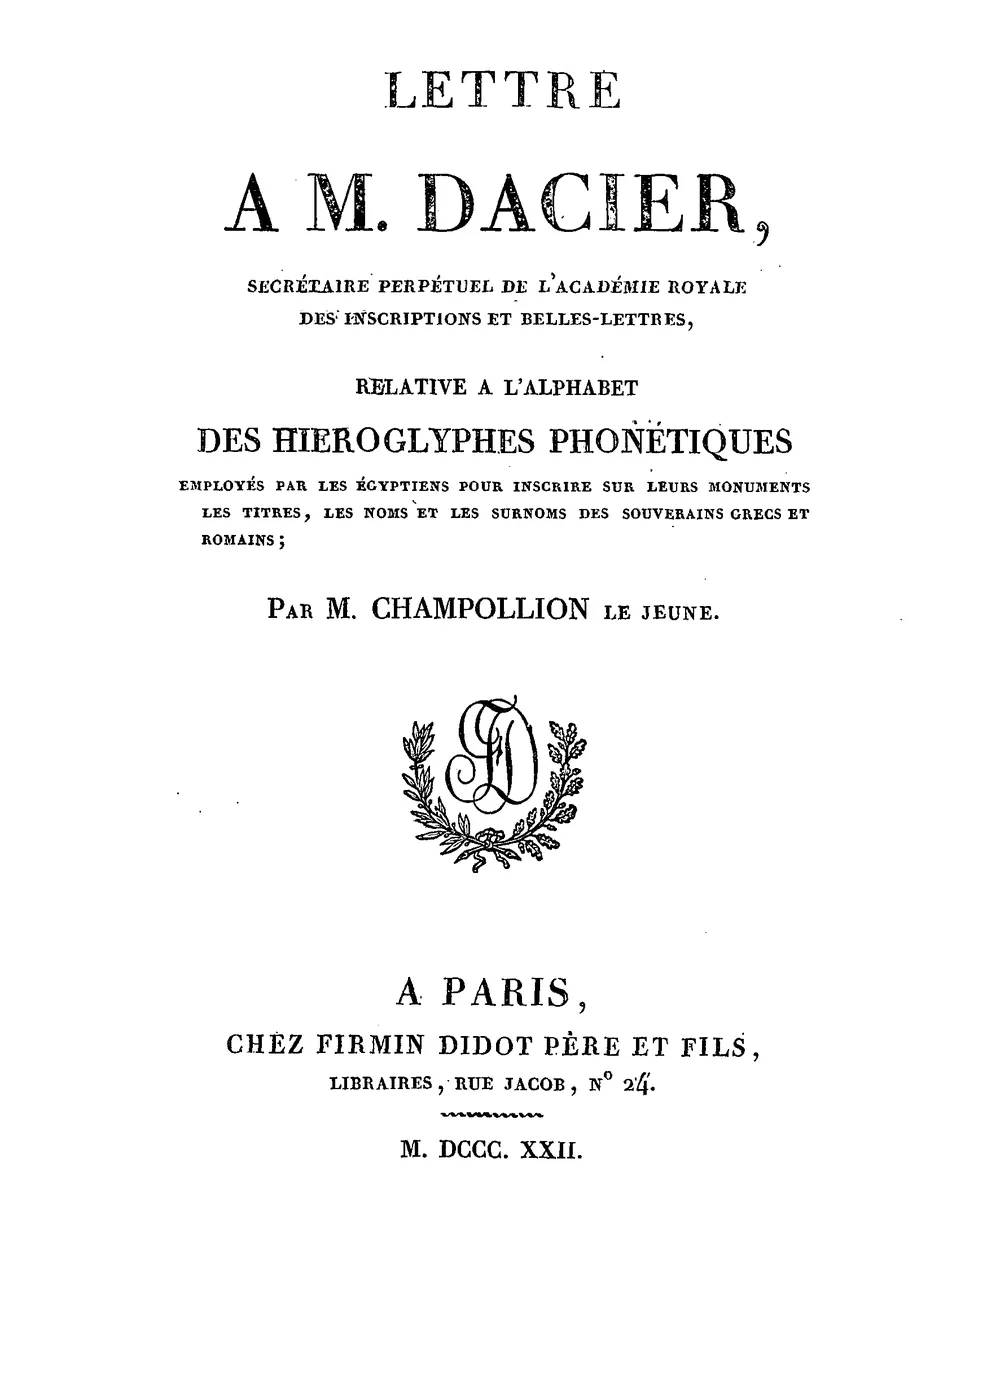 LETTRE
A M. DACIER,
SECRÉTAIRE PERPÉTUEL DE L'ACADÉMIE ROYALE
DES INSCRIPTIONS ET BELLES-LETTRES,
RELATIVE A L'ALPHABET
DES HIEROGLYPHES PHONÉTIQUES
EMPLOYÉS PAR LES ÉGYPTIENS POUR INSCRIRE SUR LEURS MONUMENTS
LES TITRES, LES NOMS ET LES SURNOMS DES SOUVERAINS GRECS ET
ROMAINS;
PAR M. CHAMPOLLION LE JEUNE.
A PARIS,
CHEZ FIRMIN DIDOT PÈRE ET FILS,
LIBRAIRES, RUE JACOB, Nº 24.
M. DCCC. XXII.